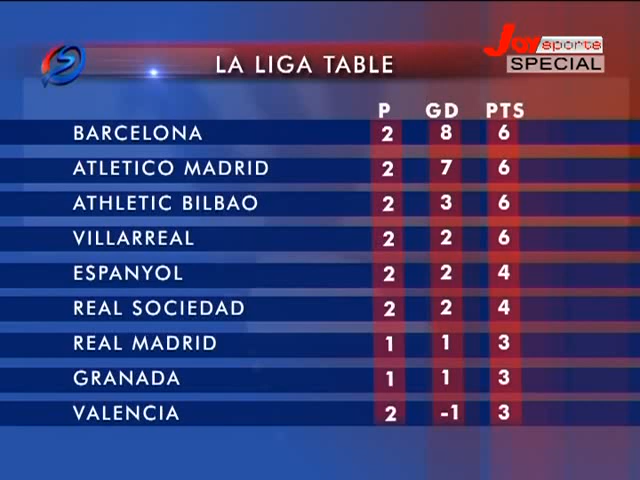 Joy sports
SPECIAL
LA LIGA TABLE
P GD PTS
BARCELONA 2 8 6
ATLETICO MADRID 2 7 6
ATHLETIC BILBAO 2 3 6
VILLARREAL 2 2 6
ESPANYOL 2 2 4
REAL SOCIEDAD 2 2 4
REAL MADRID 1 1 3
GRANADA 1 1 3
VALENCIA 2 -1 3